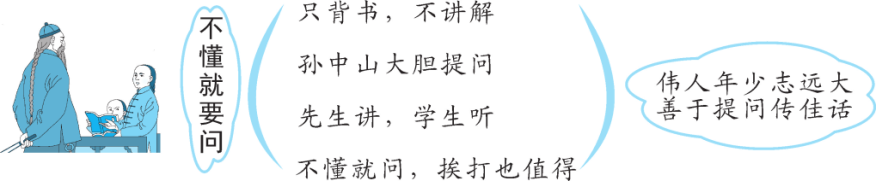 不懂就要问
只背书，不讲解
孙中山大胆提问
先生讲，学生听
不懂就问，挨打也值得
伟人年少志远大
善于提问传佳话